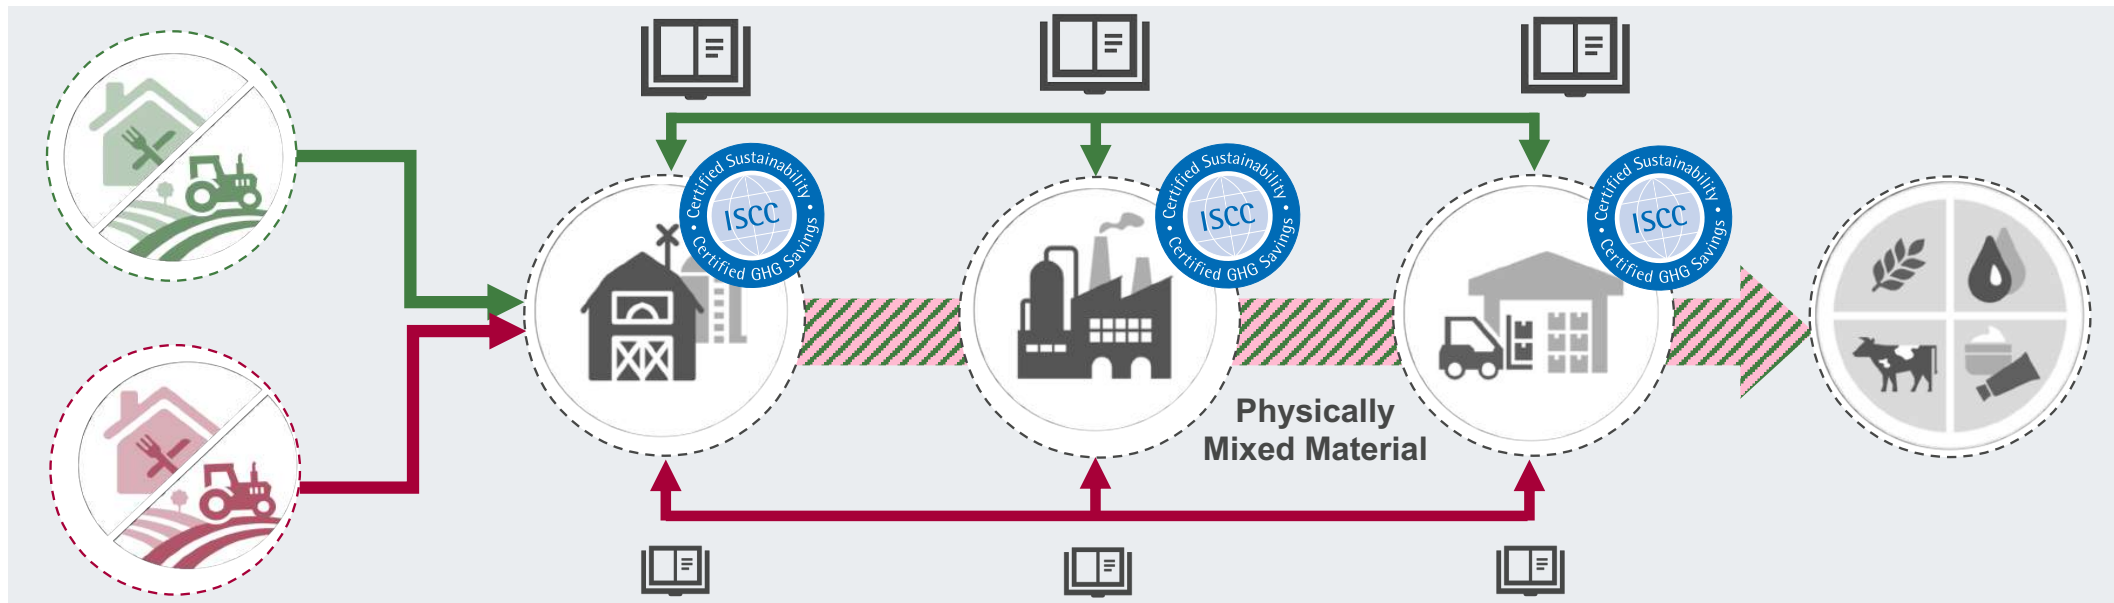 Certified Sustainability
ISCC
Certified GHG Savings
Certified Sustainability
ISCC
Certified GHG Savings
Certified Sustainability
ISCC
Certified GHG Savings
Physically
Mixed Material